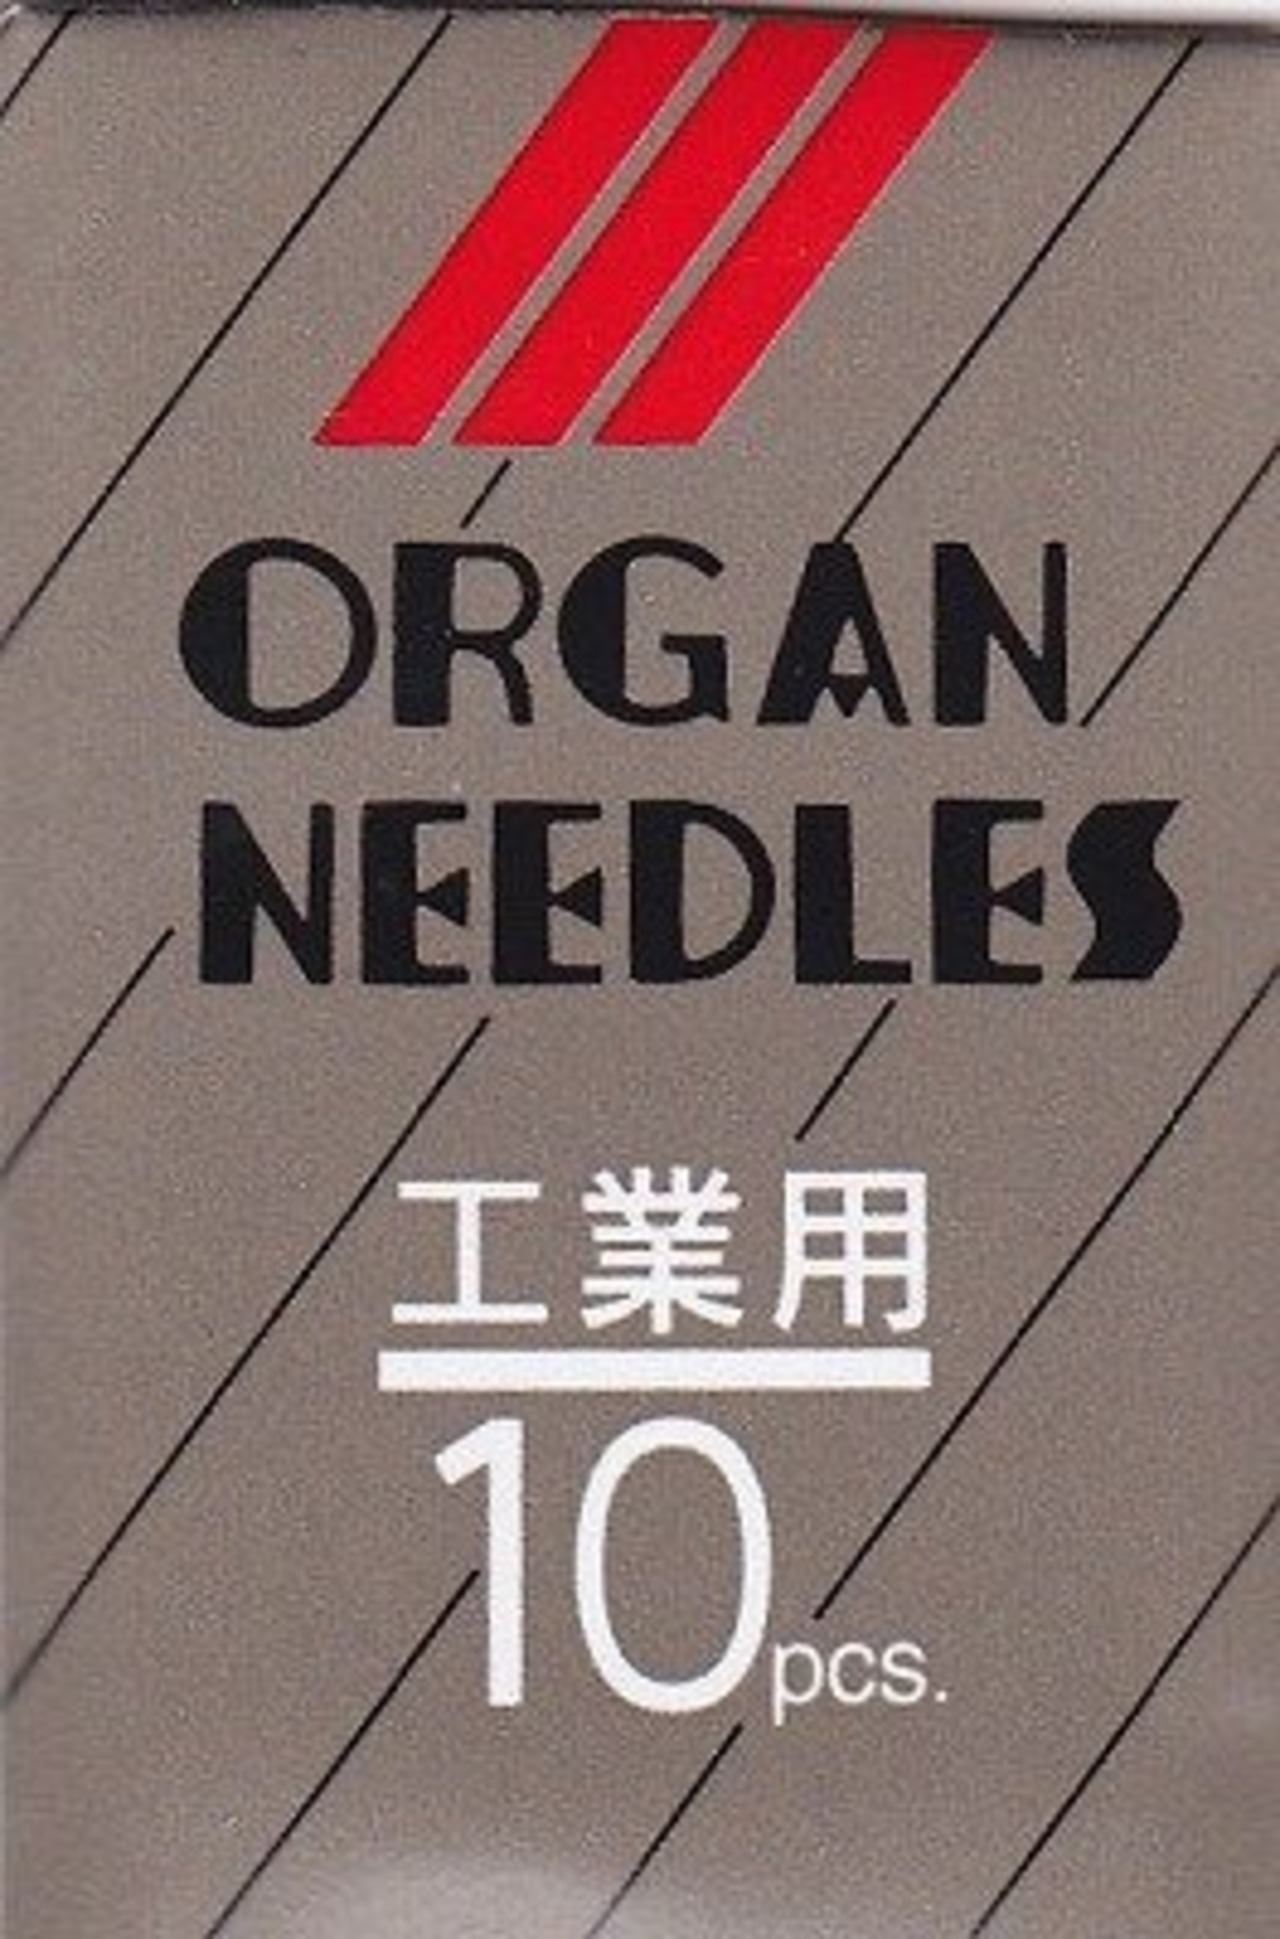 ORGAN
NEEDLES
工業用
10pcs.